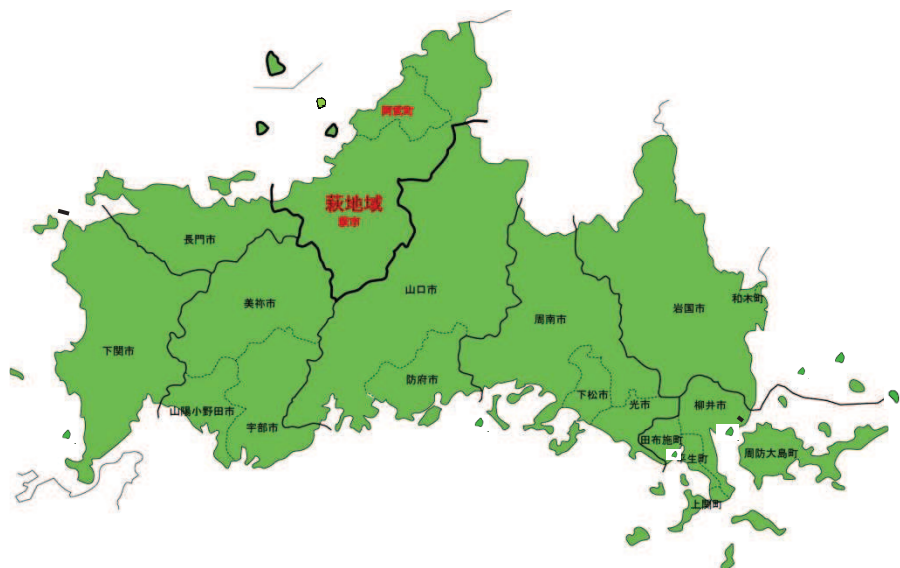 阿武町
萩地域
萩市
長門市
山口市
美祢市
和木町
岩国市
周南市
下関市
防府市
下松市
光市
柳井市
山陽小野田市
宇部市
田布施町
周防大島町
生町
上関町